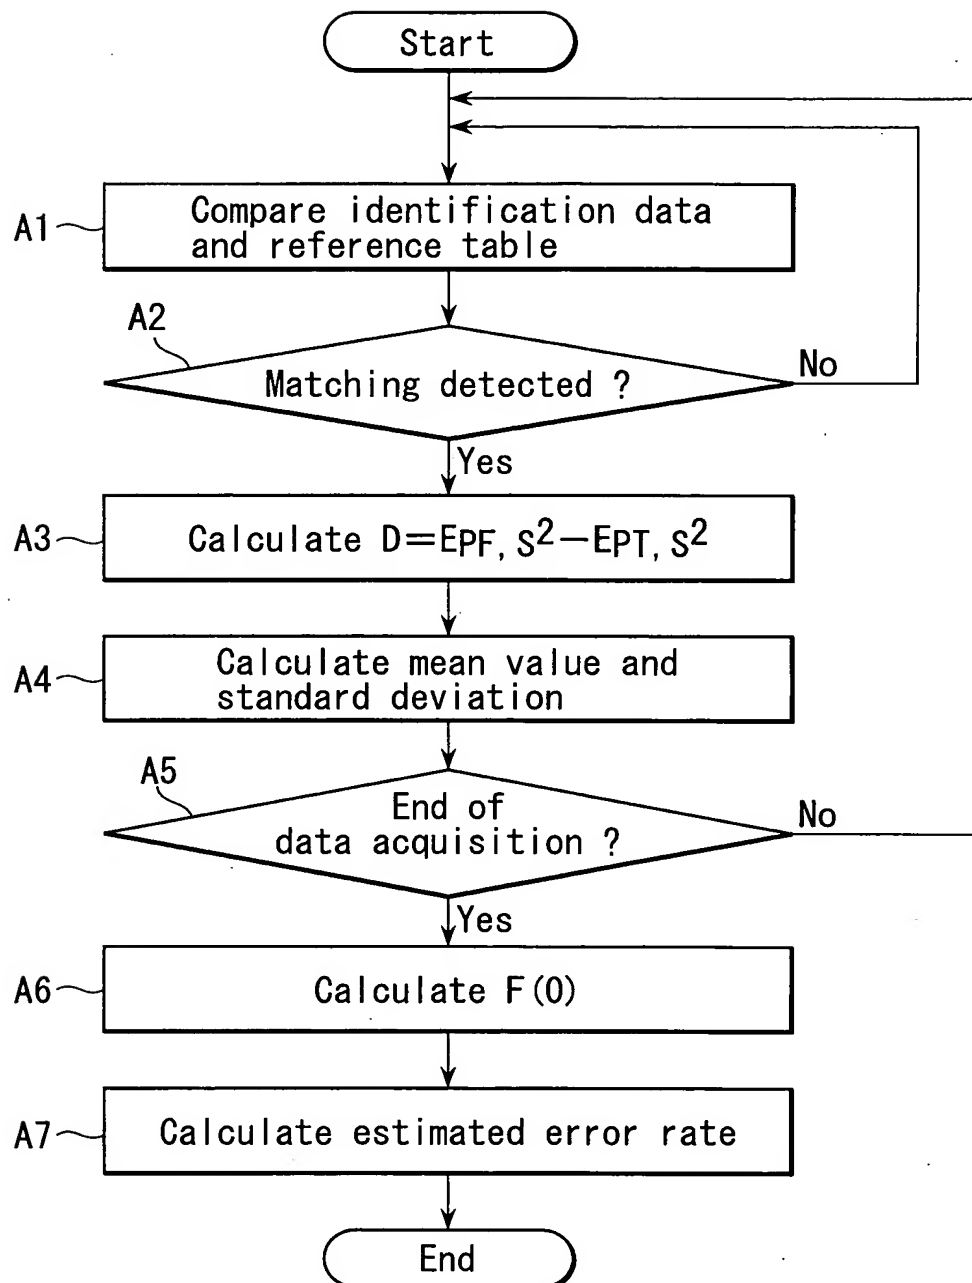 Start
A1
Compare identification data
and reference table
A2
Matching detected ?
No
Yes
A3
Calculate D=EPF, S²−EPT, S²
A4
Calculate mean value and
standard deviation
A5
End of
data acquisition ?
No
Yes
A6
Calculate F(0)
A7
Calculate estimated error rate
End